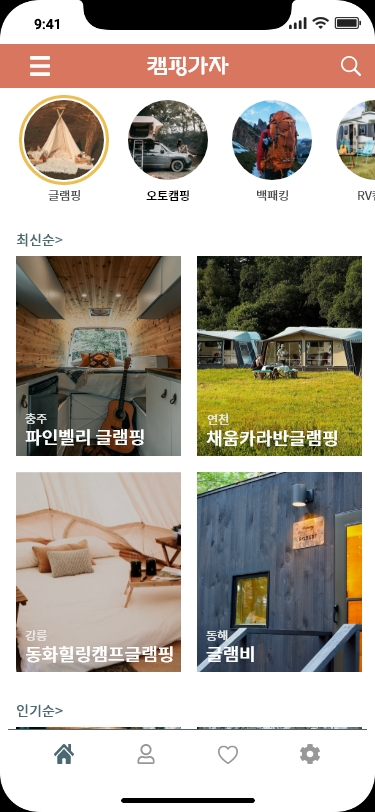 9:41
캠핑가자
글램핑
오토캠핑
백패킹
RV
최신순>
충주
파인벨리 글램핑
연천
채움카라반글램핑
강릉
동화힐링캠프글램핑
동해
글램비
인기순>